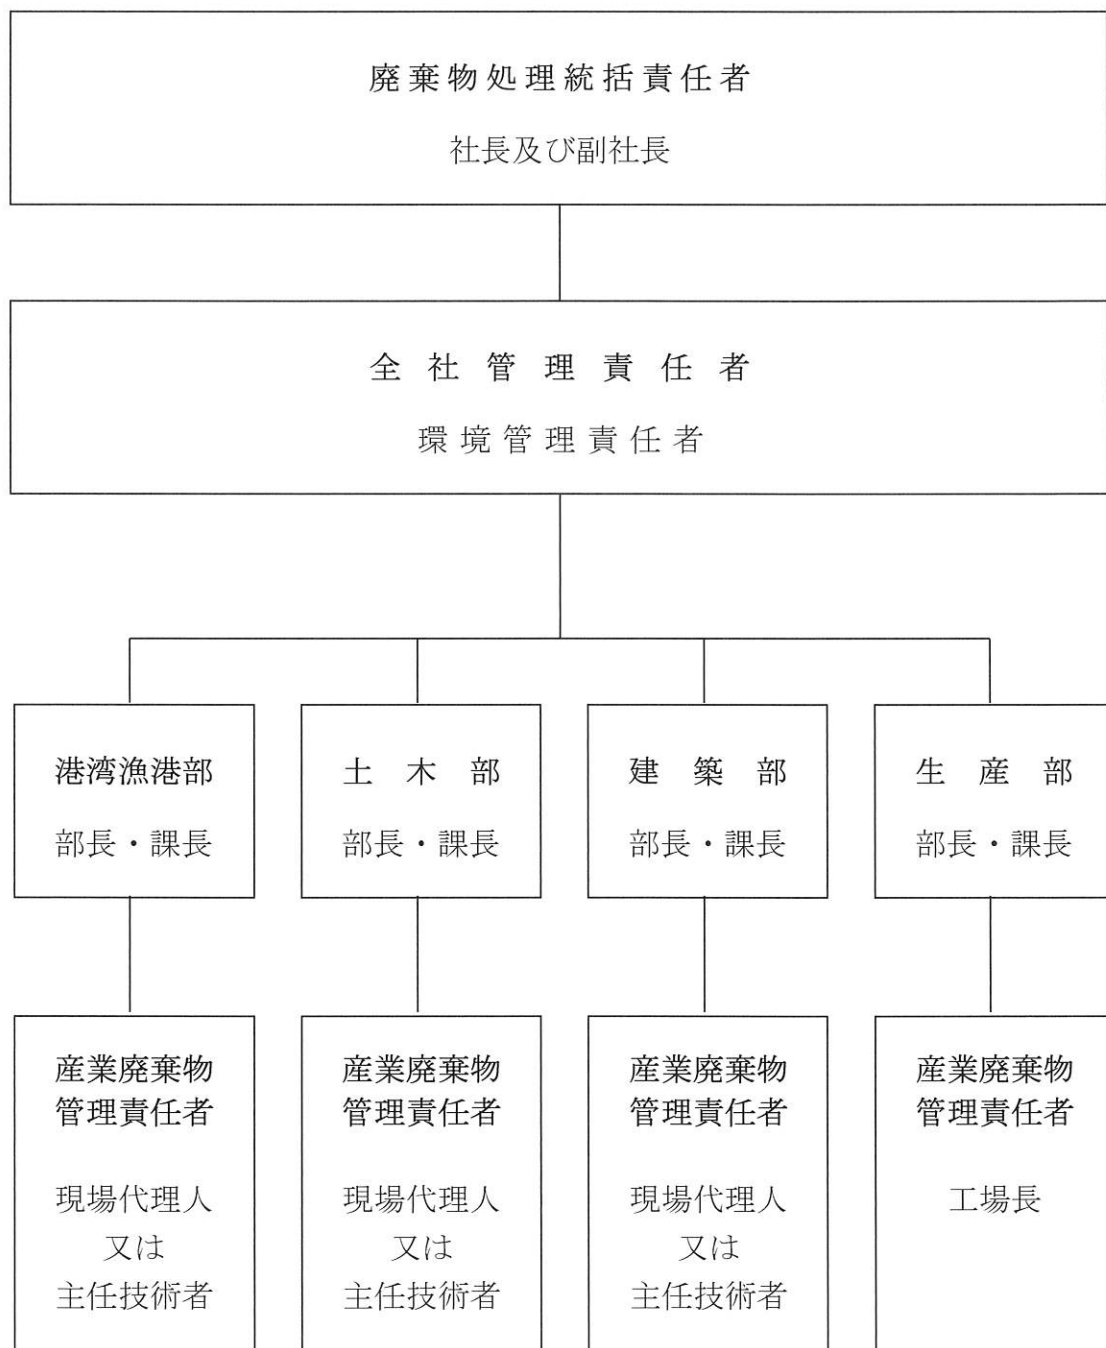 廃棄物処理統括責任者
社長及び副社長
全社管理責任者
環境管理責任者
港湾漁港部
部長・課長
土木部
部長・課長
建築部
部長・課長
生産部
部長・課長
産業廃棄物
管理責任者
現場代理人
又は
主任技術者
産業廃棄物
管理責任者
現場代理人
又は
主任技術者
産業廃棄物
管理責任者
現場代理人
又は
主任技術者
産業廃棄物
管理責任者
工場長